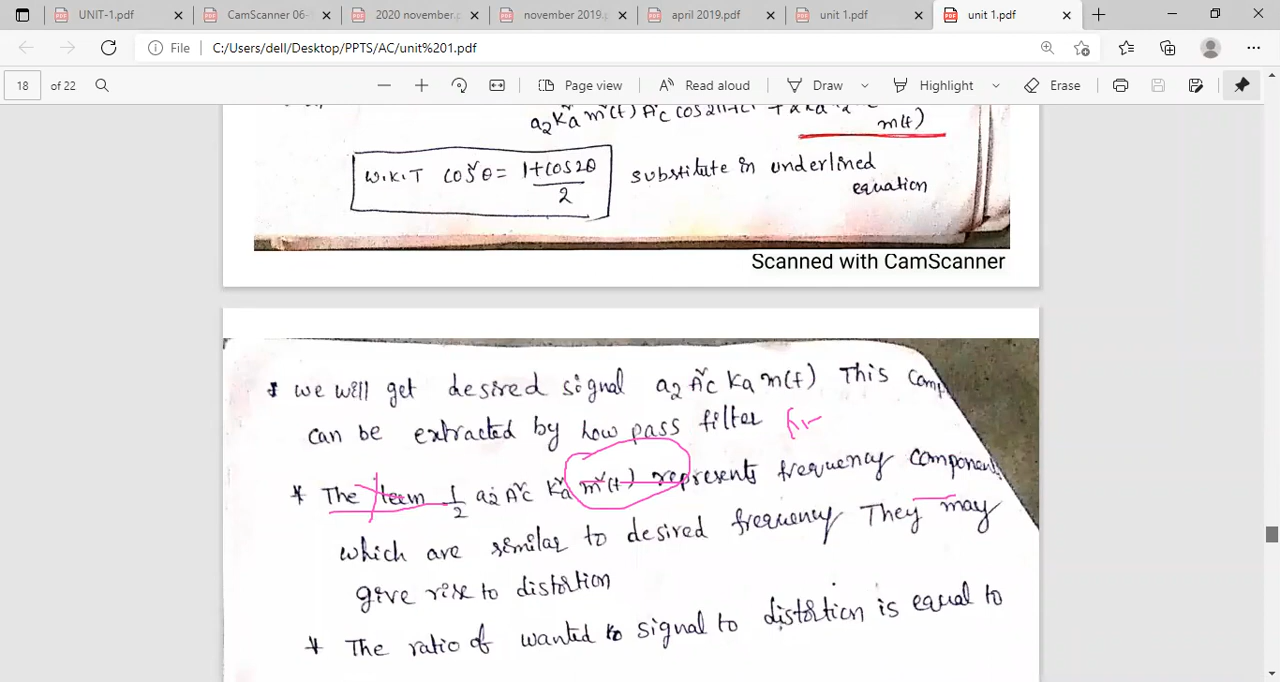 UNIT-1.pdf
CamScanner 06-
2020 november.p
november 2019.p
april 2019.pdf
unit 1.pdf
unit 1.pdf
File
C:/Users/dell/Desktop/PPTS/AC/unit%201.pdf
18 of 22
Page view
Read aloud
Draw
Highlight
Erase
m(t)
W.K.T cos²θ = 1+cos2θ / 2 substitute in underlined
equation
Scanned with CamScanner
* we will get desired signal a₂ A²c Ka m(t) This comp
can be extracted by Low pass filter
* The term 1/2 a₂ A²c K²a m²(t) represents frequency components
which are similar to desired frequency They may
give rise to distortion
* The ratio of wanted to signal to distortion is equal to